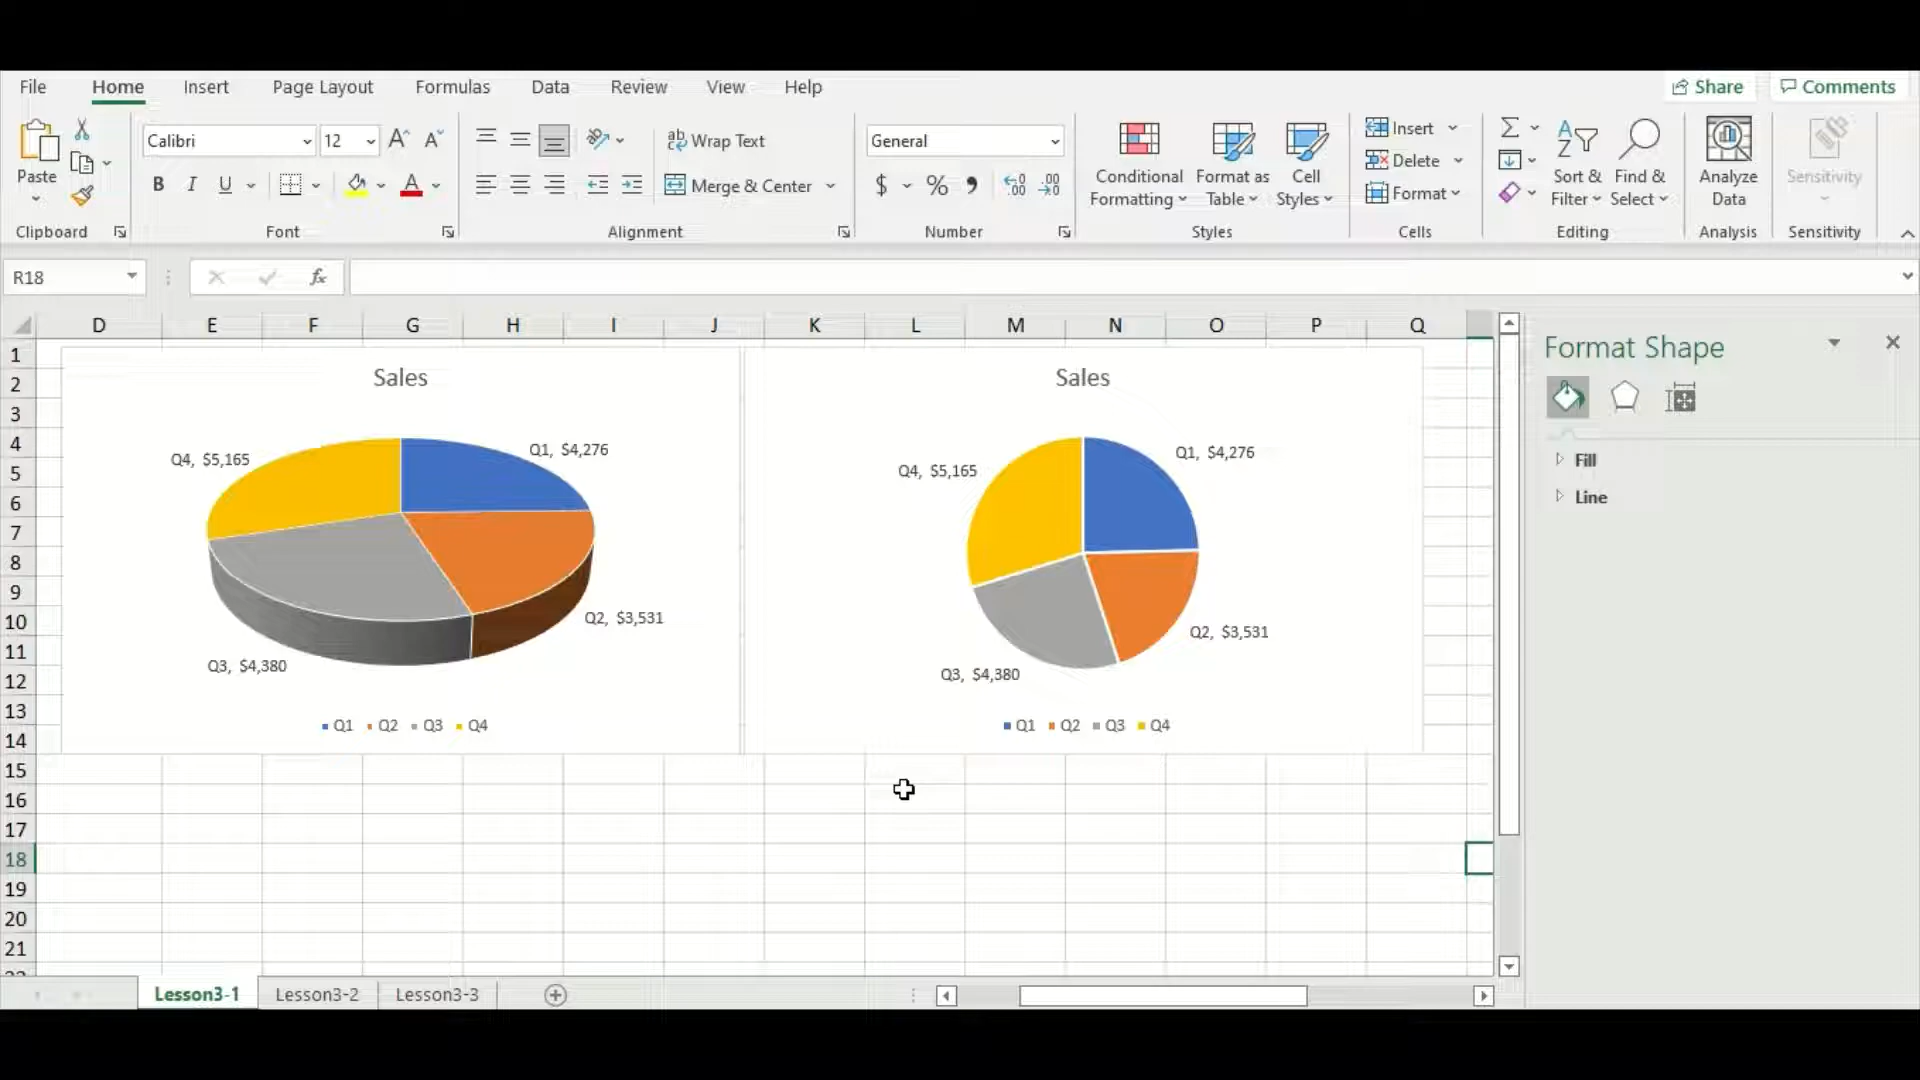 File Home Insert Page Layout Formulas Data Review View Help Share Comments
Calibri 12 A^ A˅ ab Wrap Text General Insert Σ
Paste B I U A Merge & Center $ % , Conditional Formatting Format as Table Cell Styles Delete Format Sort & Filter Find & Select Analyze Data Sensitivity
Clipboard Font Alignment Number Styles Cells Editing Analysis Sensitivity
R18 fx
D E F G H I J K L M N O P Q
Format Shape
Fill
Line
1
2
3
4
5
6
7
8
9
10
11
12
13
14
15
16
17
18
19
20
21
Sales
Q1, $4,276
Q4, $5,165
Q2, $3,531
Q3, $4,380
Q1 Q2 Q3 Q4
Sales
Q1, $4,276
Q4, $5,165
Q2, $3,531
Q3, $4,380
Q1 Q2 Q3 Q4
Lesson3-1 Lesson3-2 Lesson3-3